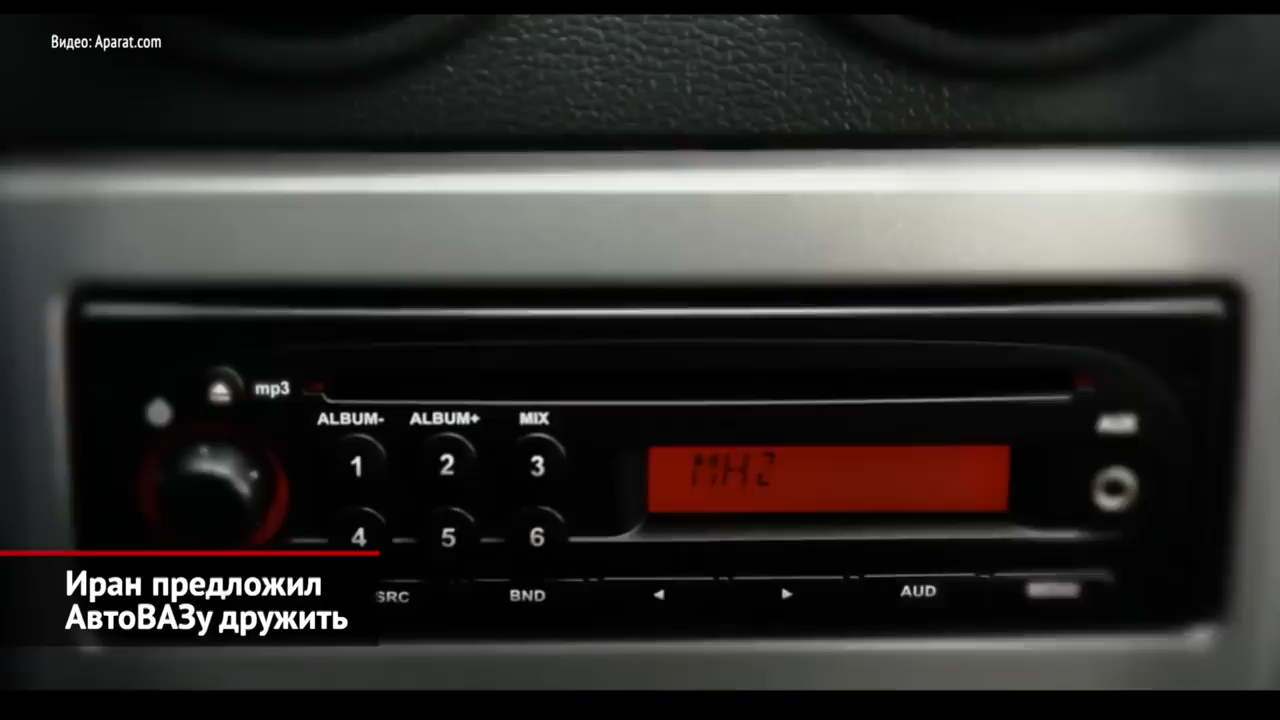 Видео: Aparat.com
mp3
ALBUM- ALBUM+ MIX
AUX
1 2 3
MHZ
4 5 6
SRC BND ◄ ► AUD
Иран предложил
АвтоВАЗу дружить